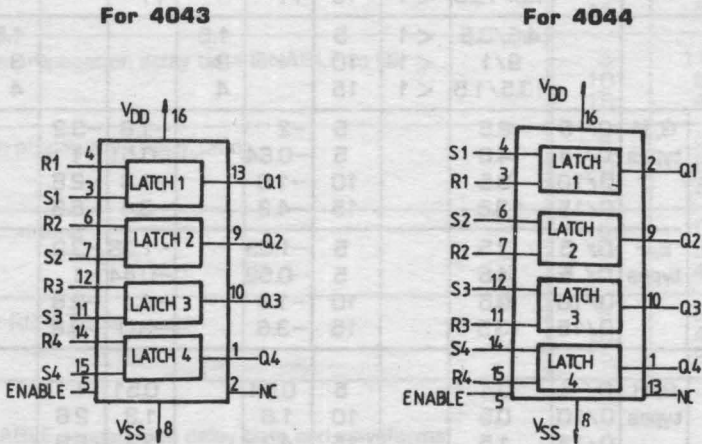 For 4043
VDD
16
R1 4 LATCH 1 13 Q1
S1 3
R2 6 LATCH 2 9 Q2
S2 7
R3 12 LATCH 3 10 Q3
S3 11
R4 14 LATCH 4 1 Q4
S4 15
ENABLE 5 2 NC
VSS 8
For 4044
VDD
16
S1 4 LATCH 2 Q1
R1 3 1
S2 6 LATCH 9 Q2
R2 7 2
S3 12 LATCH 10 Q3
R3 11 3
S4 14 LATCH 1 Q4
R4 15 4 13 NC
ENABLE 5
VSS 8